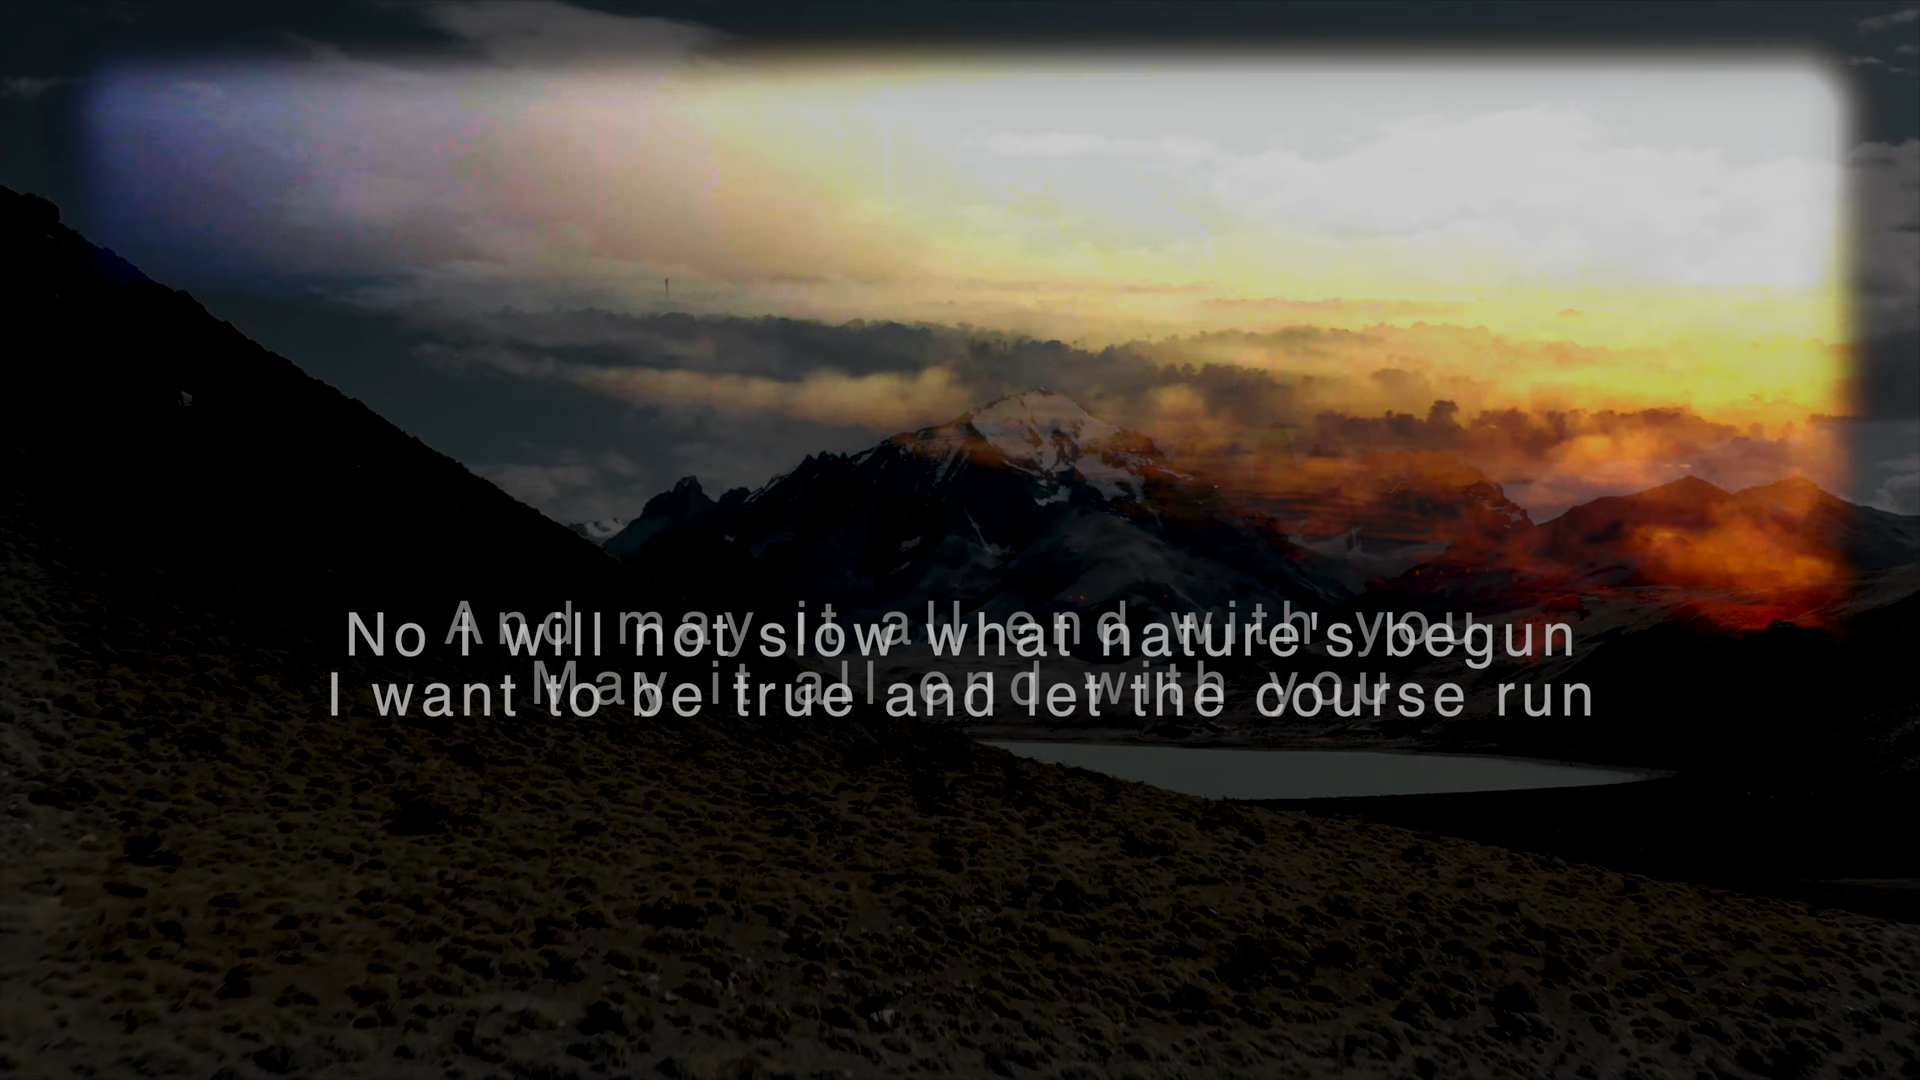 And may it all end with you
No I will not slow what nature's begun
May it all end with you
I want to be true and let the course run